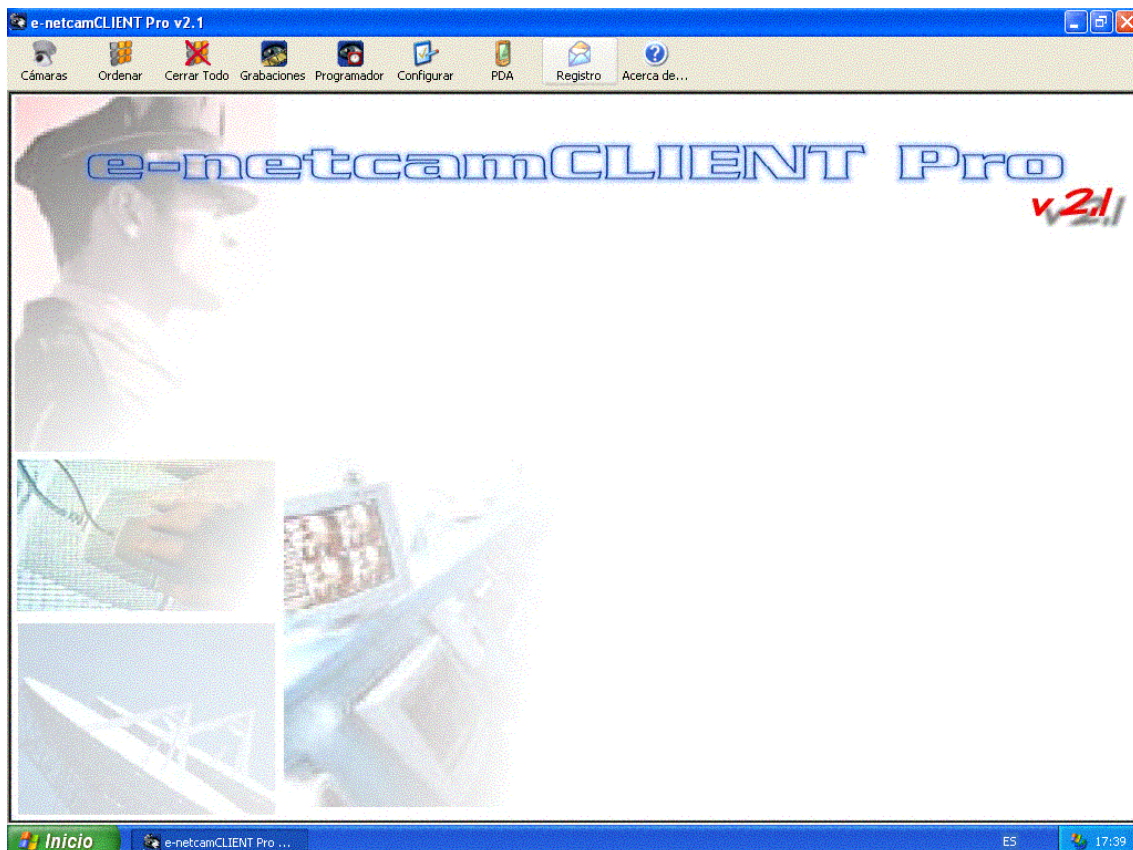 e-netcamCLIENT Pro v2.1
Cámaras Ordenar Cerrar Todo Grabaciones Programador Configurar PDA Registro Acerca de...
e-netcamCLIENT Pro
v 2.1
Inicio e-netcamCLIENT Pro ... ES 17:39